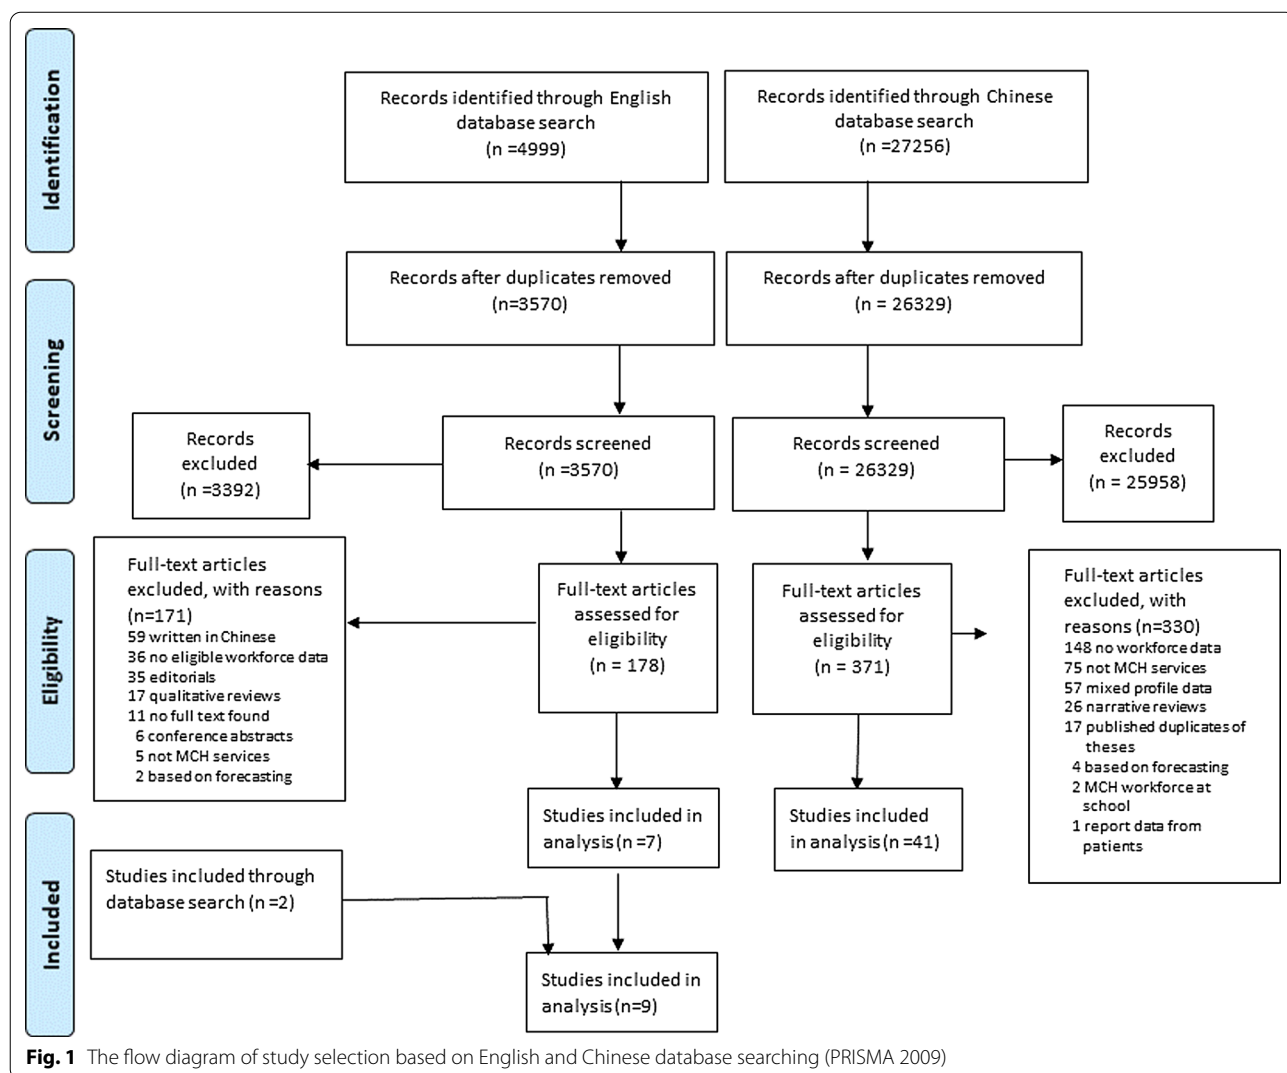 Identification
Records identified through English
database search
(n =4999)
Records identified through Chinese
database search
(n =27256)
Records after duplicates removed
(n=3570)
Records after duplicates removed
(n = 26329)
Screening
Records
excluded
(n =3392)
Records screened
(n =3570)
Records screened
(n = 26329)
Records
excluded
(n = 25958)
Eligibility
Full-text articles
excluded, with reasons
(n=171)
59 written in Chinese
36 no eligible workforce data
35 editorials
17 qualitative reviews
11 no full text found
6 conference abstracts
5 not MCH services
2 based on forecasting
Full-text articles
assessed for
eligibility
(n = 178)
Full-text articles
assessed for
eligibility
(n = 371)
Full-text articles
excluded, with
reasons (n=330)
148 no workforce data
75 not MCH services
57 mixed profile data
26 narrative reviews
17 published duplicates of
theses
4 based on forecasting
2 MCH workforce at
school
1 report data from
patients
Studies included in
analysis(n =7)
Studies included
in analysis(n =41)
Included
Studies included through
database search (n =2)
Studies included in
analysis(n=9)
Fig. 1 The flow diagram of study selection based on English and Chinese database searching (PRISMA 2009)